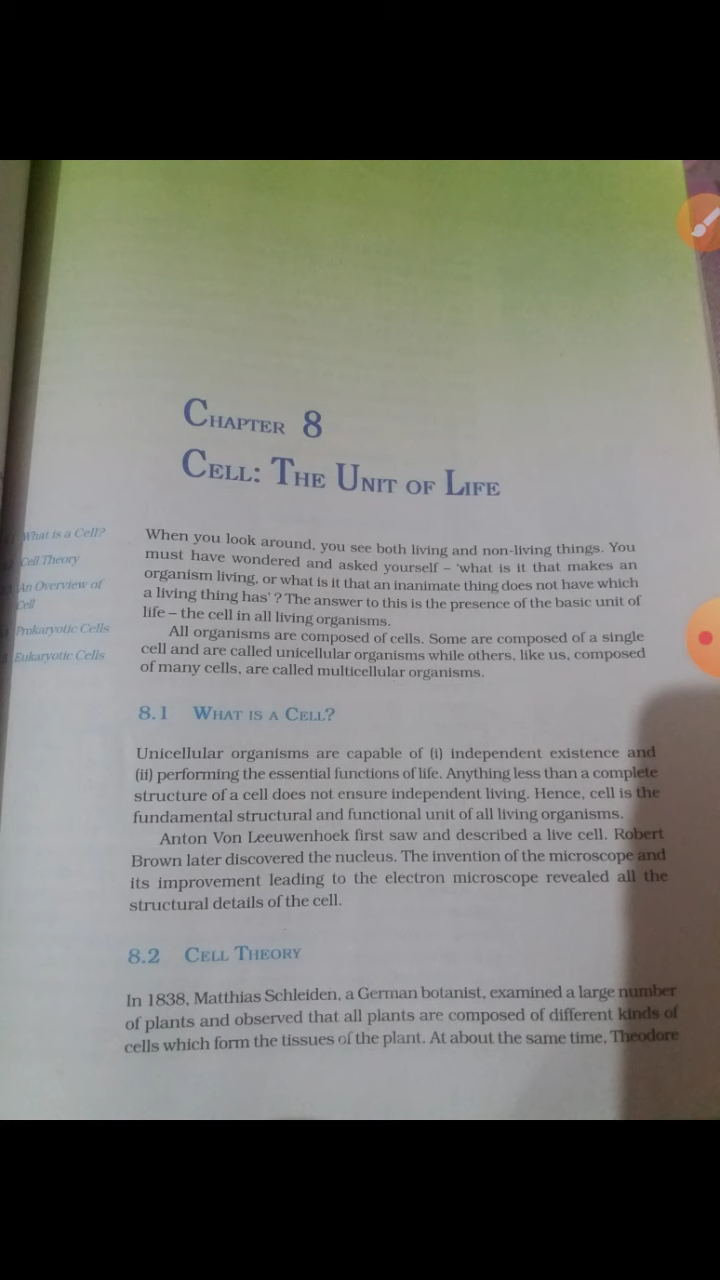 CHAPTER 8
CELL: THE UNIT OF LIFE
What is a Cell?
Cell Theory
An Overview of
Cell
Prokaryotic Cells
Eukaryotic Cells
When you look around, you see both living and non-living things. You
must have wondered and asked yourself – 'what is it that makes an
organism living, or what is it that an inanimate thing does not have which
a living thing has' ? The answer to this is the presence of the basic unit of
life – the cell in all living organisms.
All organisms are composed of cells. Some are composed of a single
cell and are called unicellular organisms while others, like us, composed
of many cells, are called multicellular organisms.
8.1 WHAT IS A CELL?
Unicellular organisms are capable of (i) independent existence and
(ii) performing the essential functions of life. Anything less than a complete
structure of a cell does not ensure independent living. Hence, cell is the
fundamental structural and functional unit of all living organisms.
Anton Von Leeuwenhoek first saw and described a live cell. Robert
Brown later discovered the nucleus. The invention of the microscope and
its improvement leading to the electron microscope revealed all the
structural details of the cell.
8.2 CELL THEORY
In 1838, Matthias Schleiden, a German botanist, examined a large number
of plants and observed that all plants are composed of different kinds of
cells which form the tissues of the plant. At about the same time, Theodore